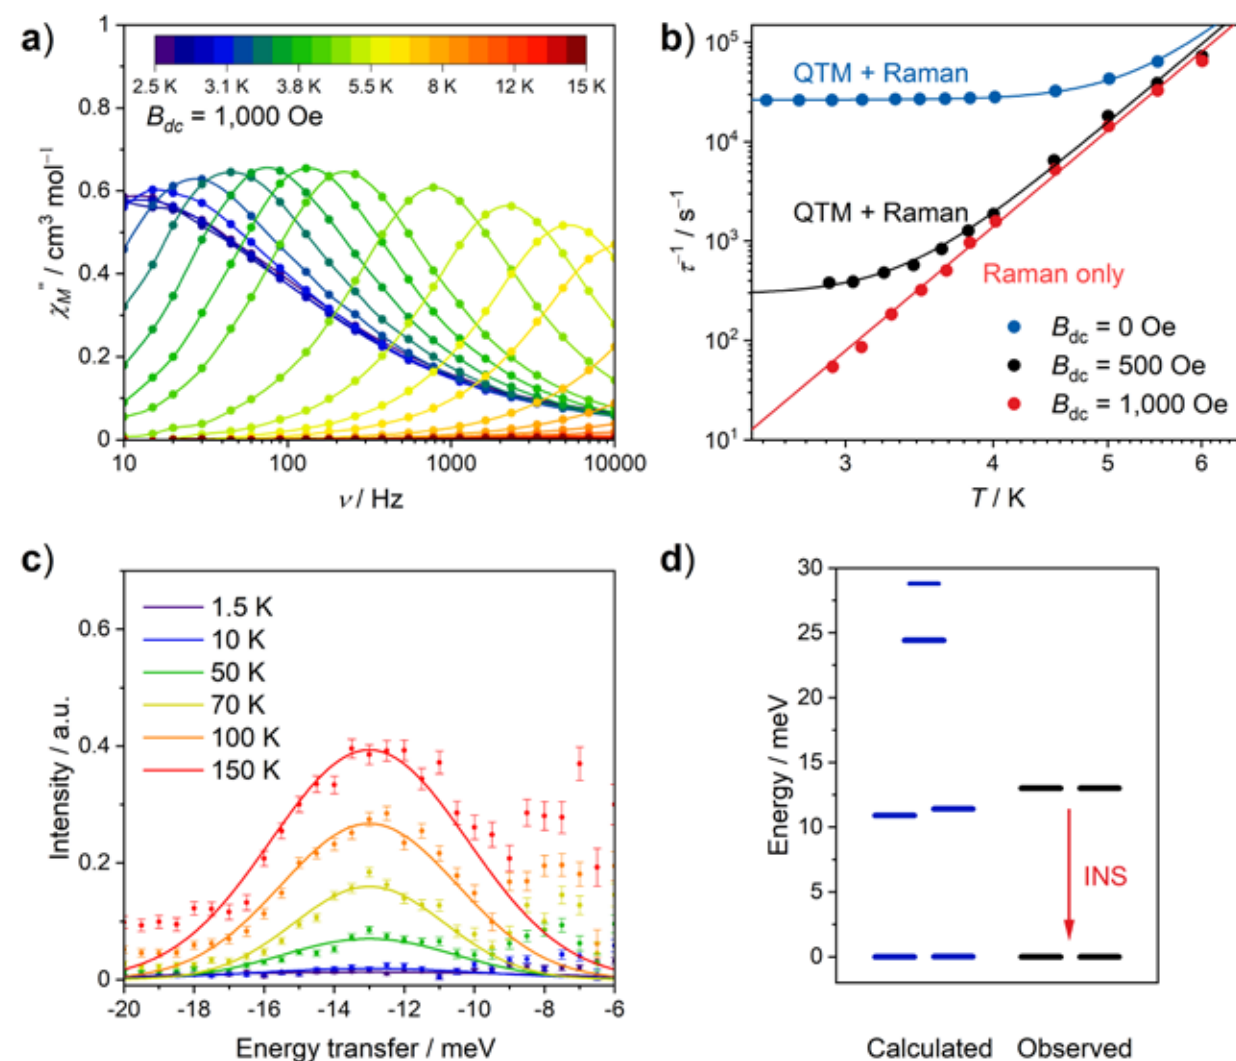 a)
2.5 K 3.1 K 3.8 K 5.5 K 8 K 12 K 15 K
B_dc = 1,000 Oe
χ_M'' / cm³ mol⁻¹
1
0.8
0.6
0.4
0.2
0
10 100 1000 10000
ν / Hz
b)
τ⁻¹ / s⁻¹
10⁵
10⁴
10³
10²
10¹
QTM + Raman
QTM + Raman
Raman only
B_dc = 0 Oe
B_dc = 500 Oe
B_dc = 1,000 Oe
3 4 5 6
T / K
c)
Intensity / a.u.
0.6
0.4
0.2
0
1.5 K
10 K
50 K
70 K
100 K
150 K
-20 -18 -16 -14 -12 -10 -8 -6
Energy transfer / meV
d)
Energy / meV
30
25
20
15
10
5
0
INS
Calculated Observed